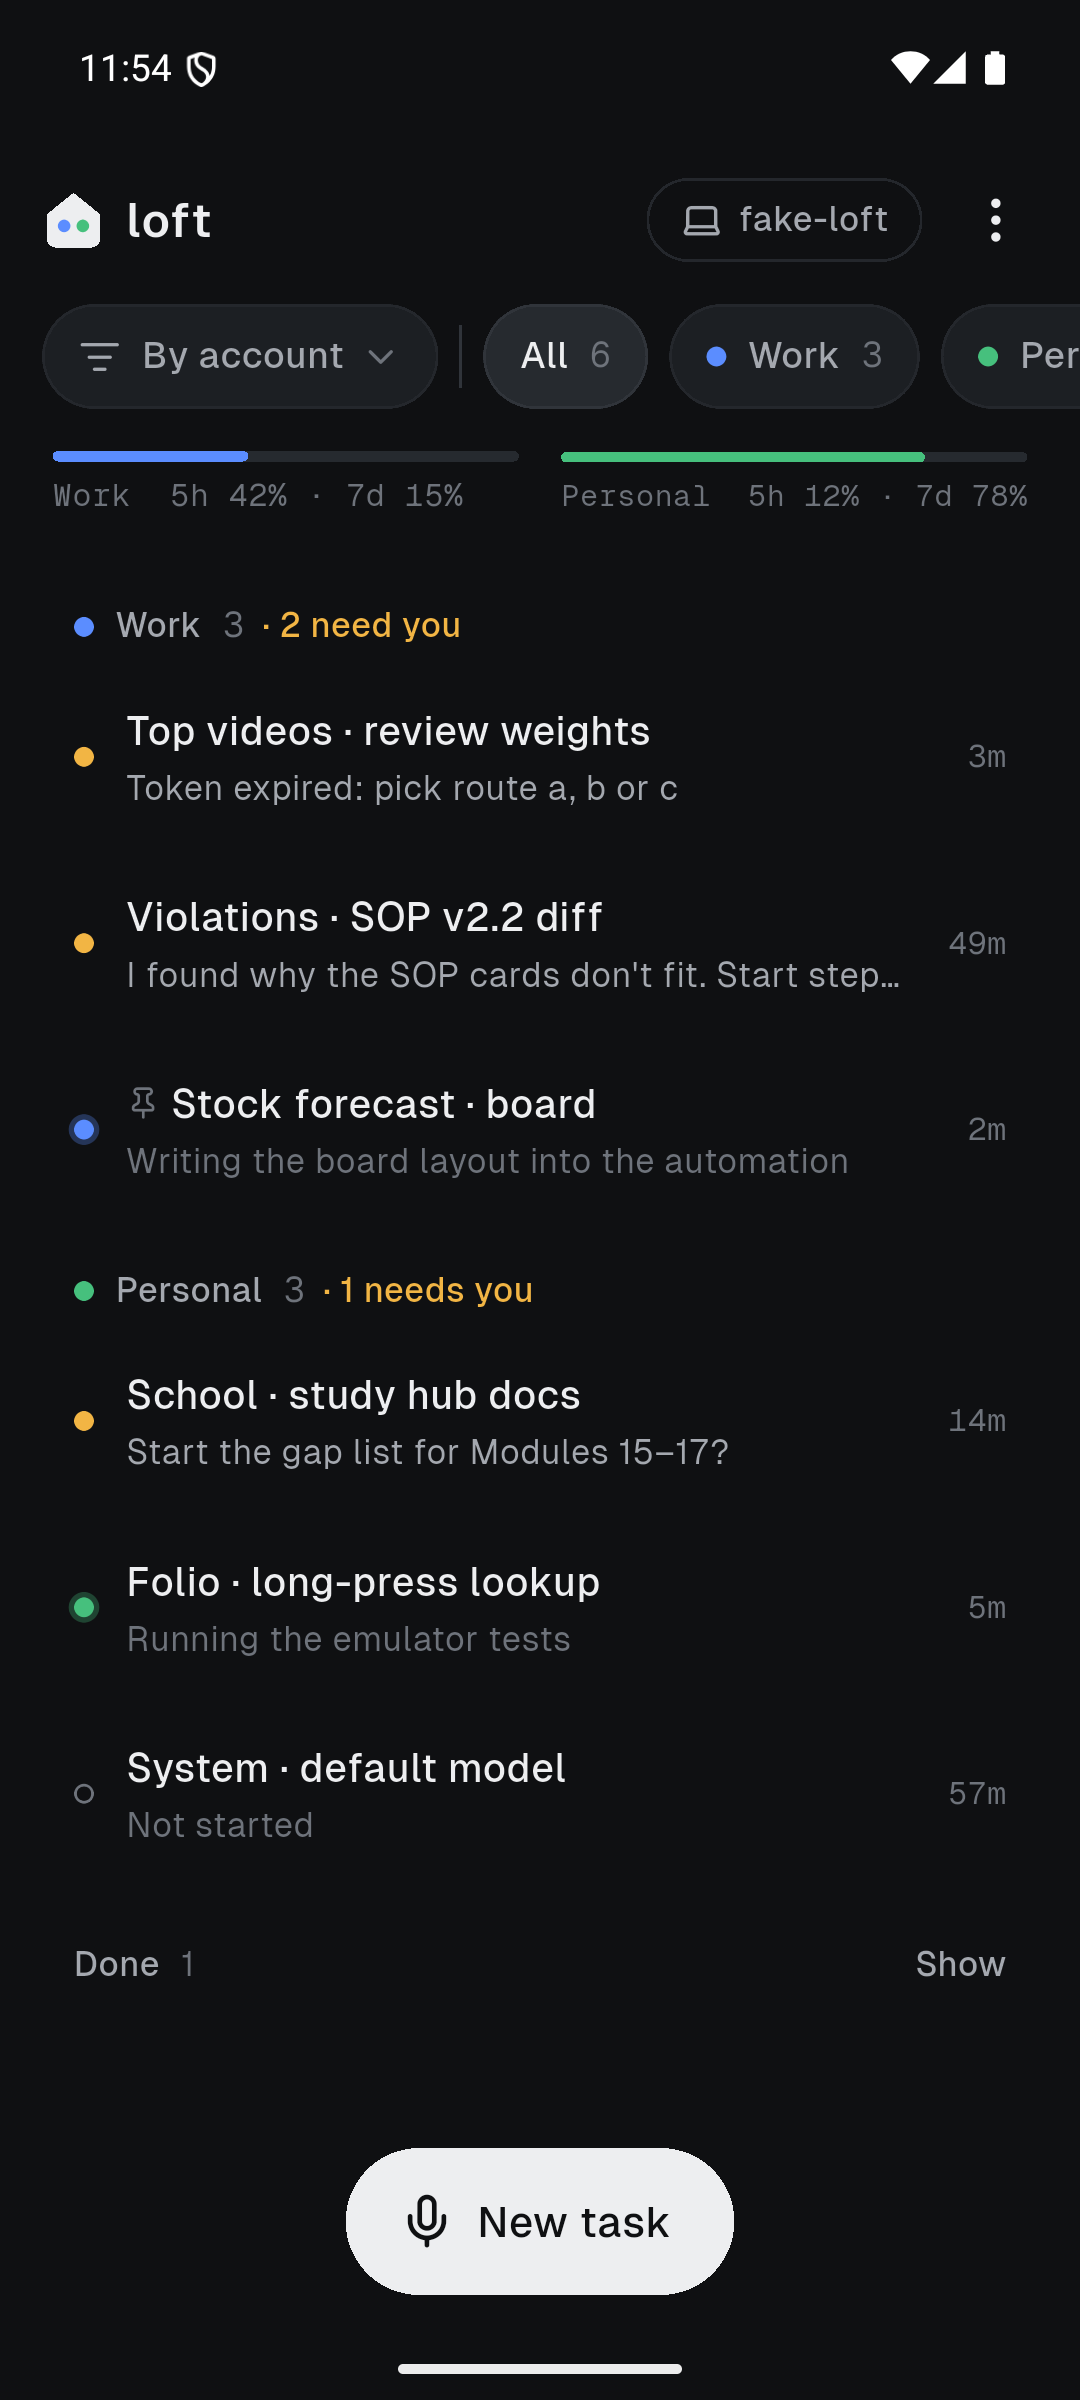 11:54
loft
fake-loft
By account
All 6
Work 3
Per
Work 5h 42% · 7d 15%
Personal 5h 12% · 7d 78%
Work 3 · 2 need you
Top videos · review weights
3m
Token expired: pick route a, b or c
Violations · SOP v2.2 diff
49m
I found why the SOP cards don't fit. Start step…
Stock forecast · board
2m
Writing the board layout into the automation
Personal 3 · 1 needs you
School · study hub docs
14m
Start the gap list for Modules 15–17?
Folio · long-press lookup
5m
Running the emulator tests
System · default model
57m
Not started
Done 1
Show
New task